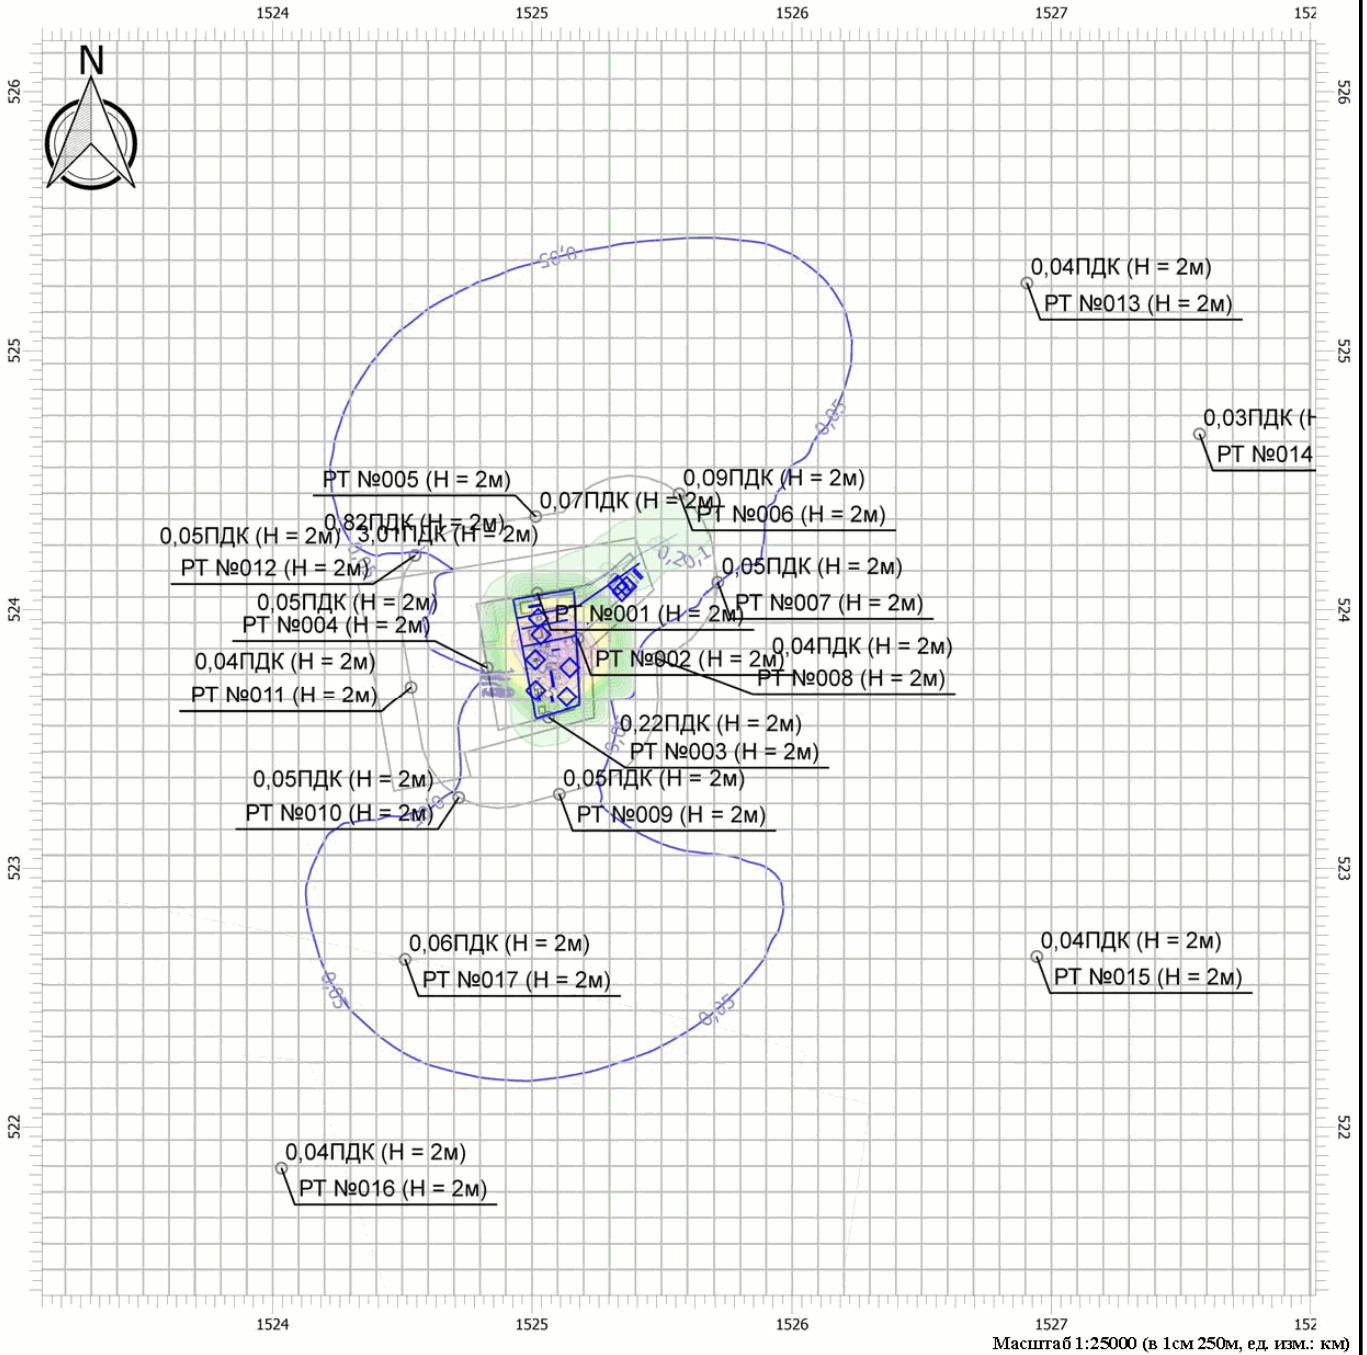 1524 1525 1526 1527 152
N
526 526
0,05
0,04ПДК (Н = 2м)
РТ №013 (Н = 2м)
525 525
0,05
0,03ПДК (Н
РТ №014
РТ №005 (Н = 2м)
0,07ПДК (Н = 2м)
0,09ПДК (Н = 2м)
РТ №006 (Н = 2м)
0,82ПДК (Н = 2м)
3,01ПДК (Н = 2м)
0,05ПДК (Н = 2м)
РТ №012 (Н = 2м)
0,2
0,1
0,05ПДК (Н = 2м)
РТ №007 (Н = 2м)
524 524
0,05ПДК (Н = 2м)
РТ №004 (Н = 2м)
РТ №001 (Н = 2м)
РТ №002 (Н = 2м)
0,04ПДК (Н = 2м)
РТ №008 (Н = 2м)
0,04ПДК (Н = 2м)
РТ №011 (Н = 2м)
0,22ПДК (Н = 2м)
РТ №003 (Н = 2м)
0,05ПДК (Н = 2м)
РТ №010 (Н = 2м)
0,05ПДК (Н = 2м)
РТ №009 (Н = 2м)
523 523
0,06ПДК (Н = 2м)
РТ №017 (Н = 2м)
0,05
0,05
0,04ПДК (Н = 2м)
РТ №015 (Н = 2м)
522 522
0,04ПДК (Н = 2м)
РТ №016 (Н = 2м)
1524 1525 1526 1527 152
Масштаб 1:25000 (в 1см 250м, ед. изм.: км)